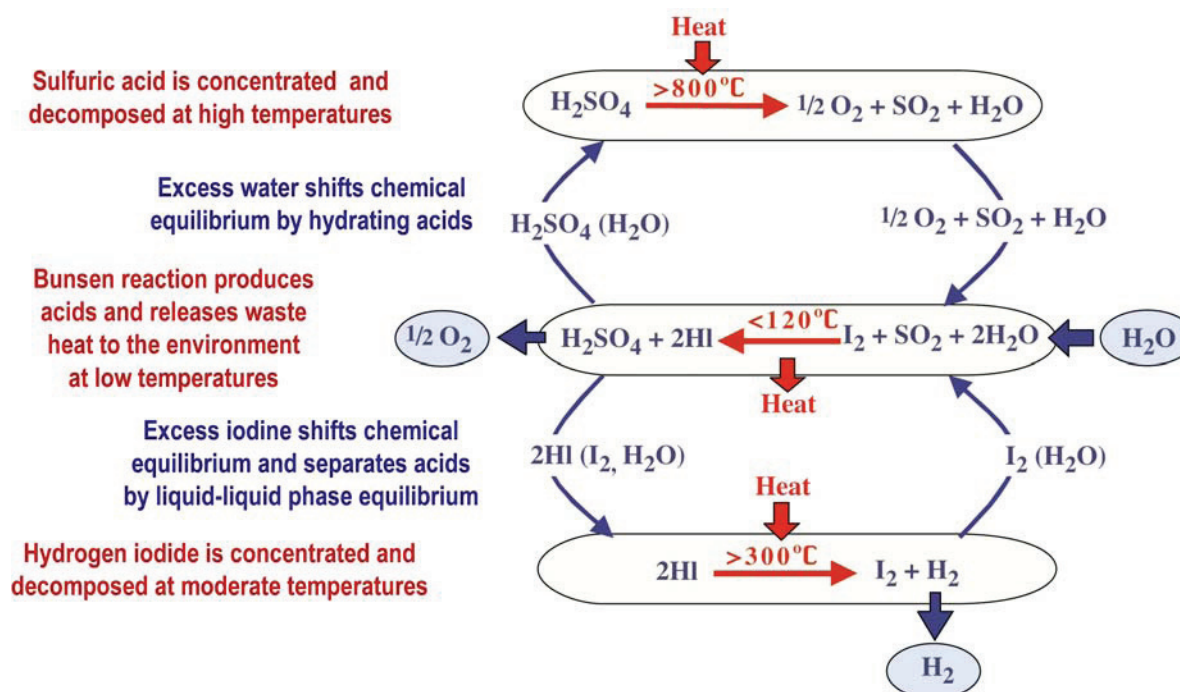 Heat
Sulfuric acid is concentrated and
decomposed at high temperatures
H₂SO₄ >800°C 1/2 O₂ + SO₂ + H₂O
Excess water shifts chemical
equilibrium by hydrating acids
H₂SO₄ (H₂O)
1/2 O₂ + SO₂ + H₂O
Bunsen reaction produces
acids and releases waste
heat to the environment
at low temperatures
1/2 O₂
H₂SO₄ + 2HI <120°C I₂ + SO₂ + 2H₂O
H₂O
Heat
Excess iodine shifts chemical
equilibrium and separates acids
by liquid-liquid phase equilibrium
2HI (I₂, H₂O)
I₂ (H₂O)
Heat
Hydrogen iodide is concentrated and
decomposed at moderate temperatures
2HI >300°C I₂ + H₂
H₂